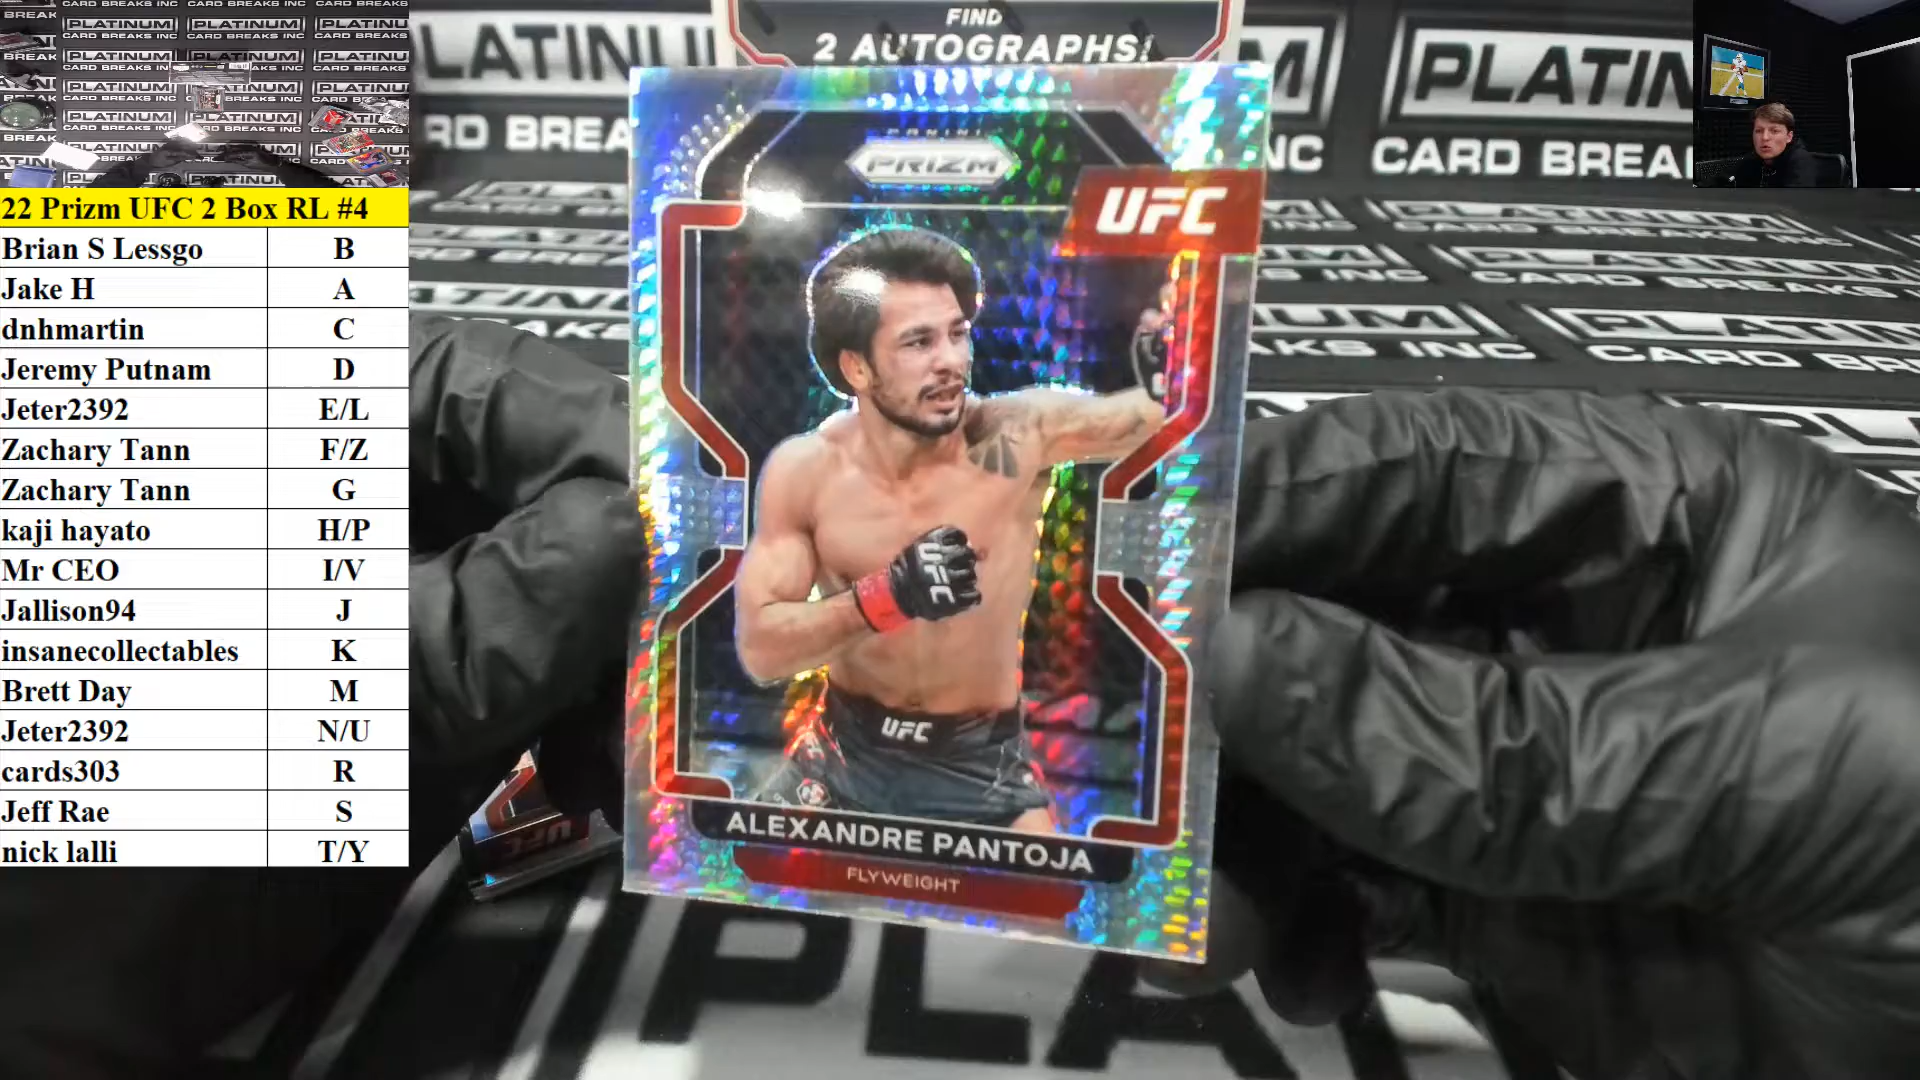 FIND
2 AUTOGRAPHS!
PLATINUM
CARD BREAKS INC
PLATINUM
CARD BREAKS INC
22 Prizm UFC 2 Box RL #4
Brian S Lessgo B
Jake H A
dnhmartin C
Jeremy Putnam D
Jeter2392 E/L
Zachary Tann F/Z
Zachary Tann G
kaji hayato H/P
Mr CEO I/V
Jallison94 J
insanecollectables K
Brett Day M
Jeter2392 N/U
cards303 R
Jeff Rae S
nick lalli T/Y
PANINI
PRIZM
UFC
UFC
UFC
ALEXANDRE PANTOJA
FLYWEIGHT
PLA